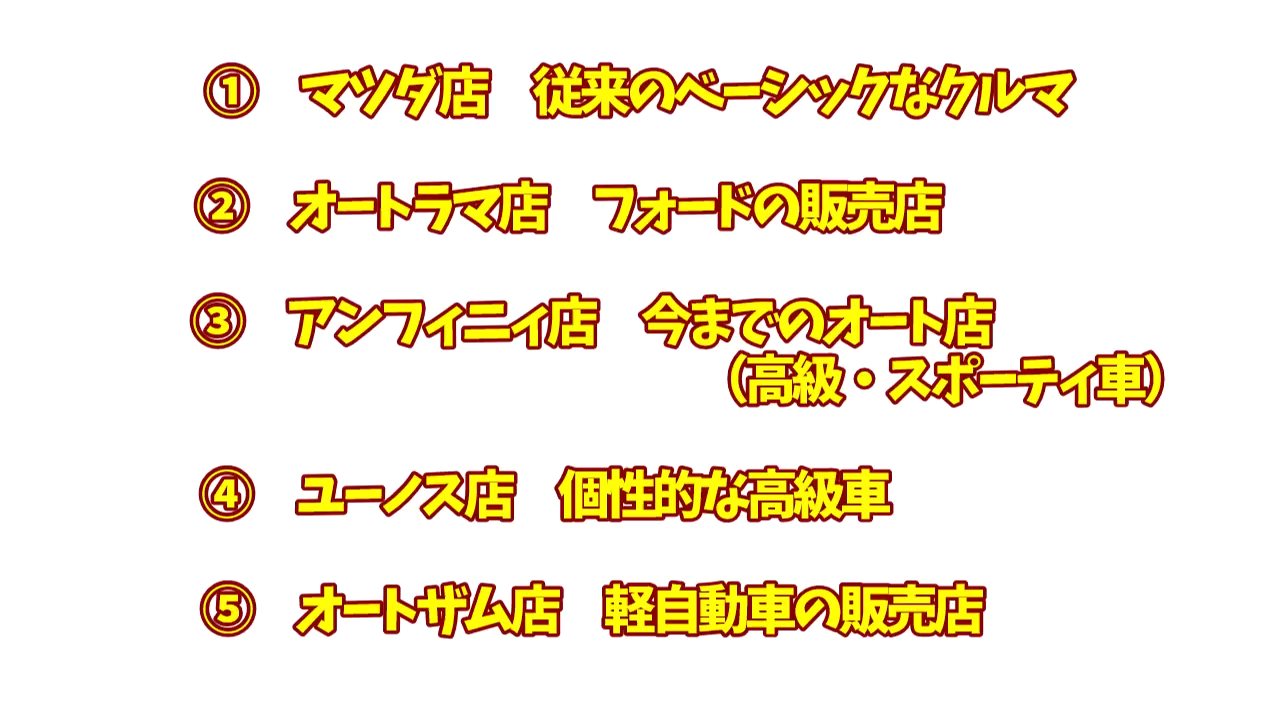 ① マツダ店 従来のベーシックなクルマ
② オートラマ店 フォードの販売店
③ アンフィニィ店 今までのオート店
(高級・スポーティ車)
④ ユーノス店 個性的な高級車
⑤ オートザム店 軽自動車の販売店